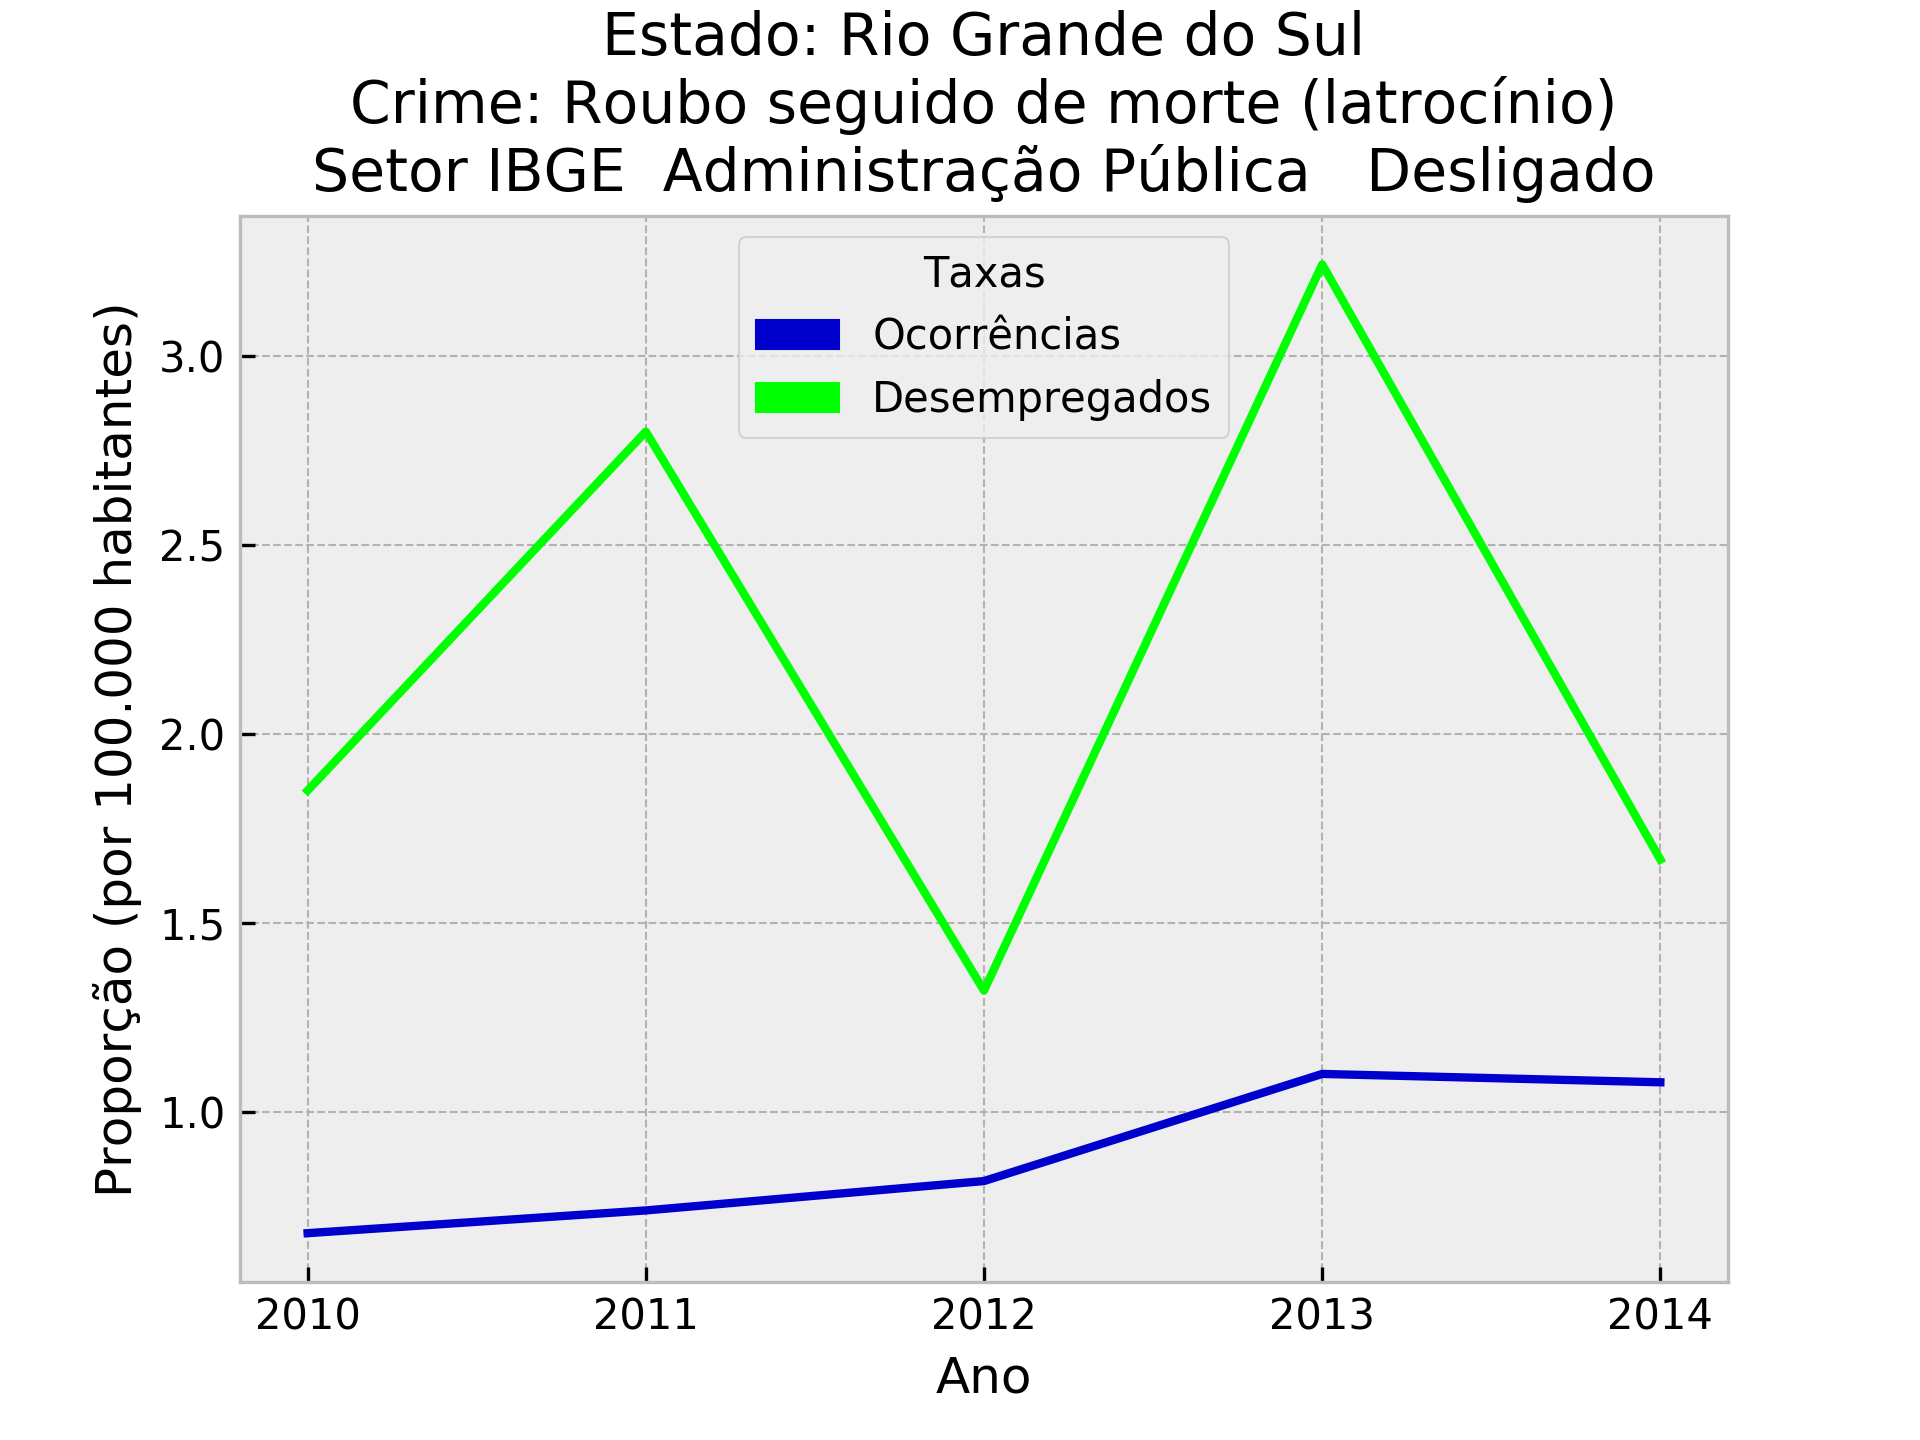 Estado: Rio Grande do Sul
Crime: Roubo seguido de morte (latrocínio)
Setor IBGE  Administração Pública   Desligado
Taxas
Ocorrências
Desempregados
Proporção (por 100.000 habitantes)
3.0
2.5
2.0
1.5
1.0
2010 2011 2012 2013 2014
Ano